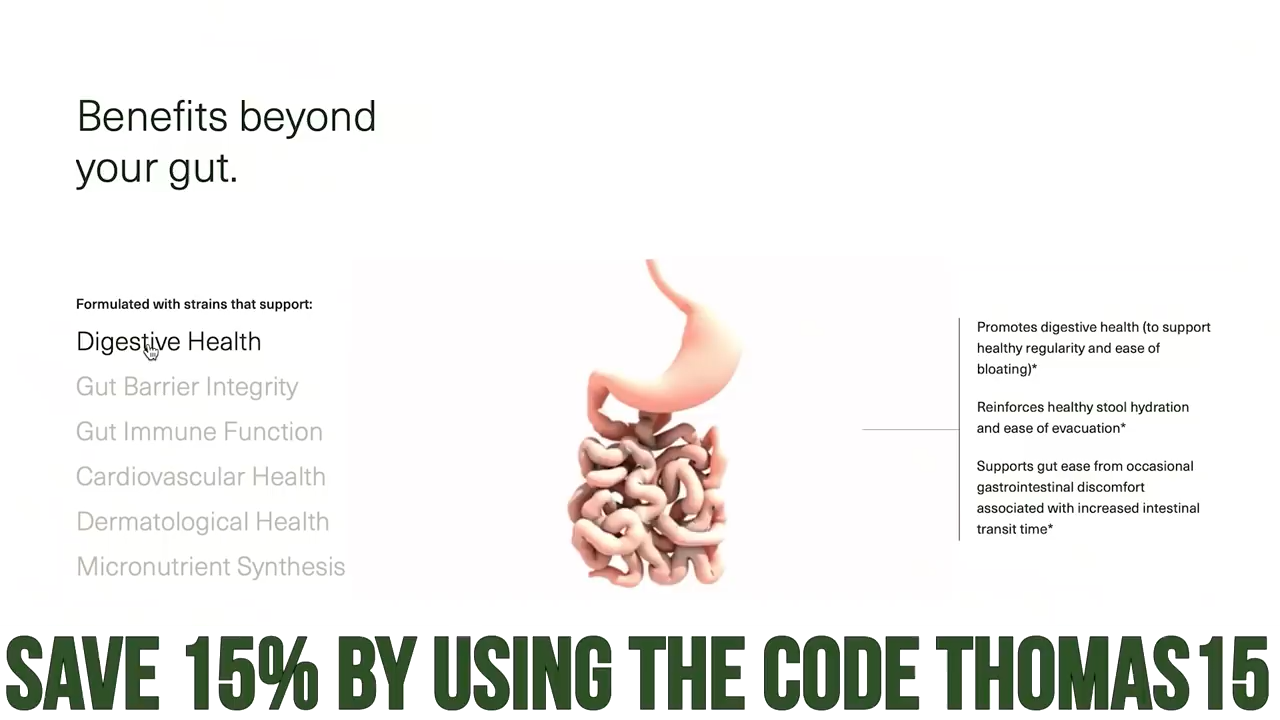 Benefits beyond
your gut.
Formulated with strains that support:
Digestive Health
Gut Barrier Integrity
Gut Immune Function
Cardiovascular Health
Dermatological Health
Micronutrient Synthesis
Promotes digestive health (to support
healthy regularity and ease of
bloating)*
Reinforces healthy stool hydration
and ease of evacuation*
Supports gut ease from occasional
gastrointestinal discomfort
associated with increased intestinal
transit time*
SAVE 15% BY USING THE CODE THOMAS15